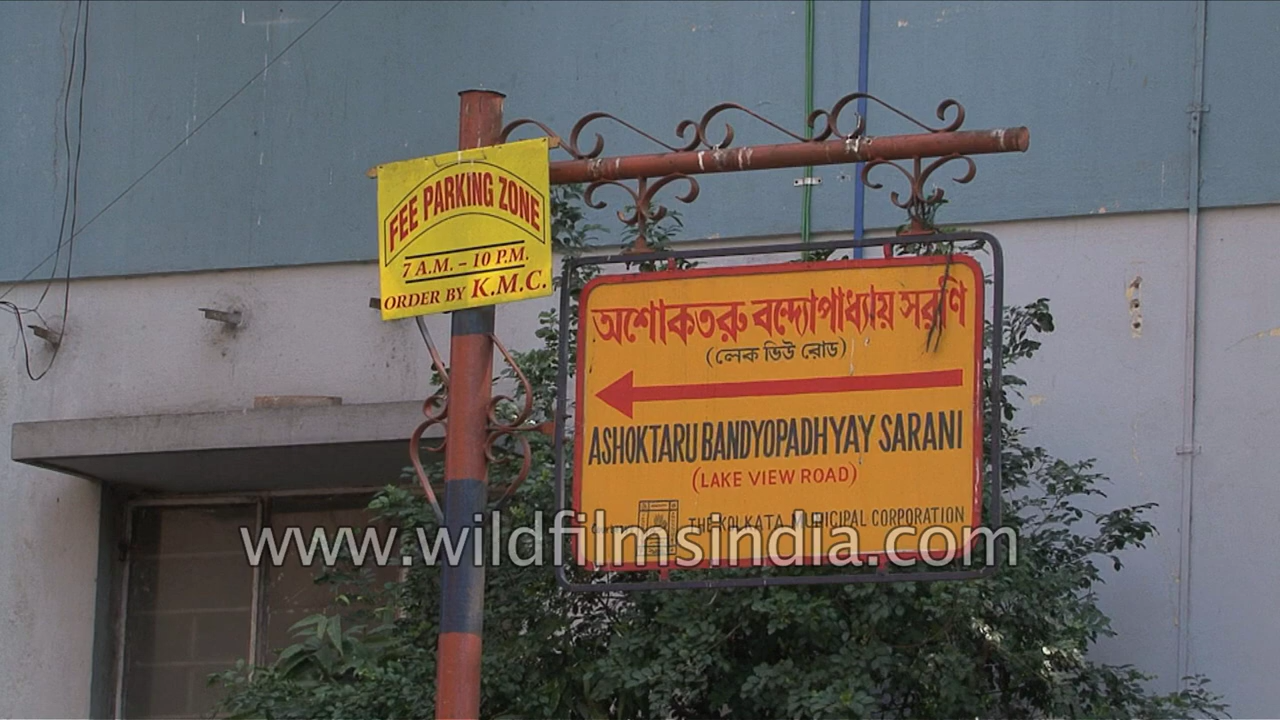 FEE PARKING ZONE
7 A.M. - 10 P.M.
ORDER BY K.M.C.
অশোকতরু বন্দ্যোপাধ্যায় সরণি
(লেক ভিউ রোড)
ASHOKTARU BANDYOPADHYAY SARANI
(LAKE VIEW ROAD)
THE KOLKATA MUNICIPAL CORPORATION
www.wildfilmsindia.com